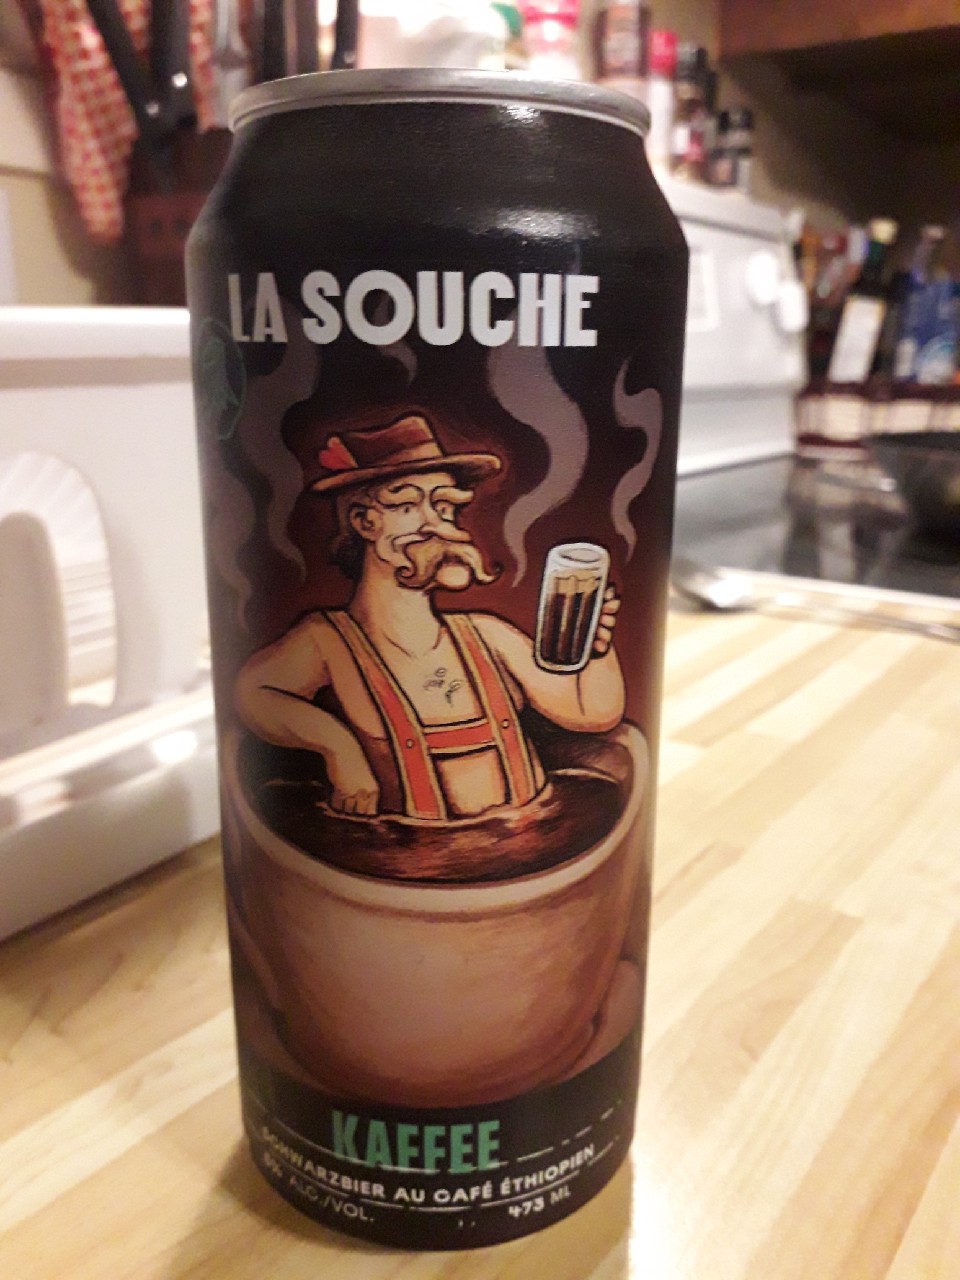 LA SOUCHE
KAFFEE
SCHWARZBIER AU CAFÉ ÉTHIOPIEN
ALC./VOL. 473 ML